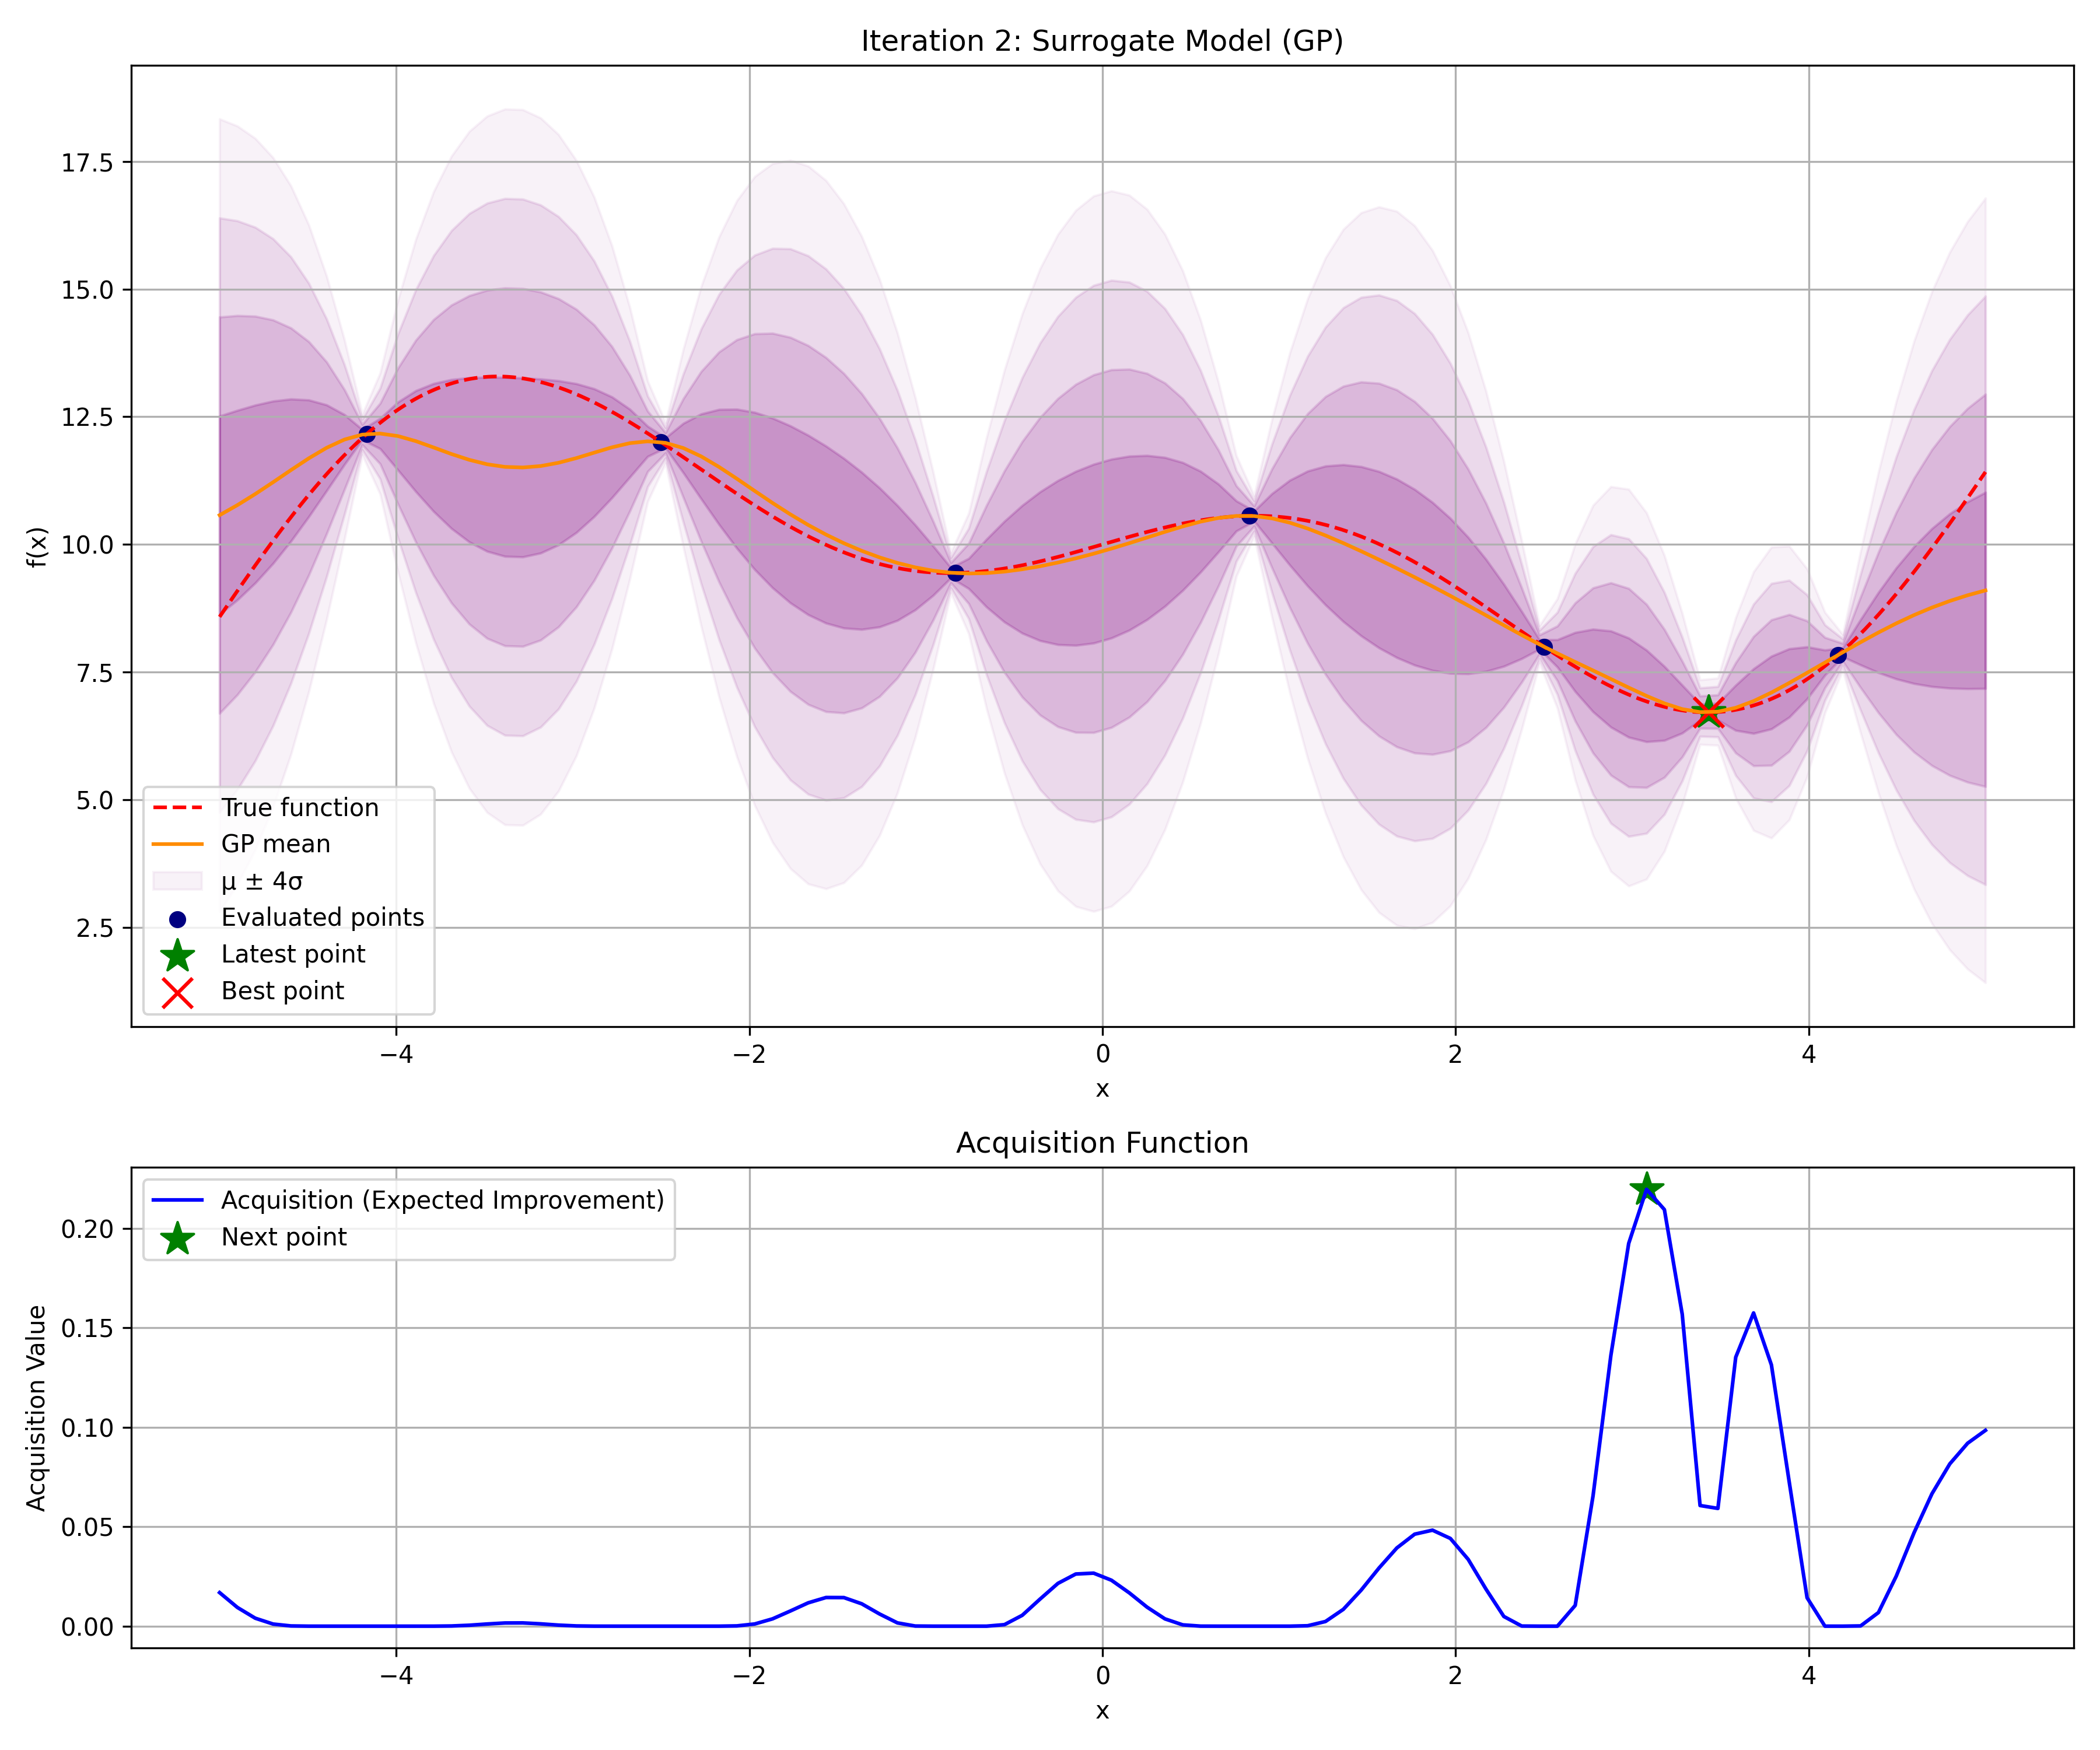 Iteration 2: Surrogate Model (GP)
17.5
15.0
12.5
10.0
7.5
5.0
2.5
f(x)
True function
GP mean
μ ± 4σ
Evaluated points
Latest point
Best point
−4 −2 0 2 4
x
Acquisition Function
Acquisition (Expected Improvement)
Next point
0.20
0.15
0.10
0.05
0.00
Acquisition Value
−4 −2 0 2 4
x